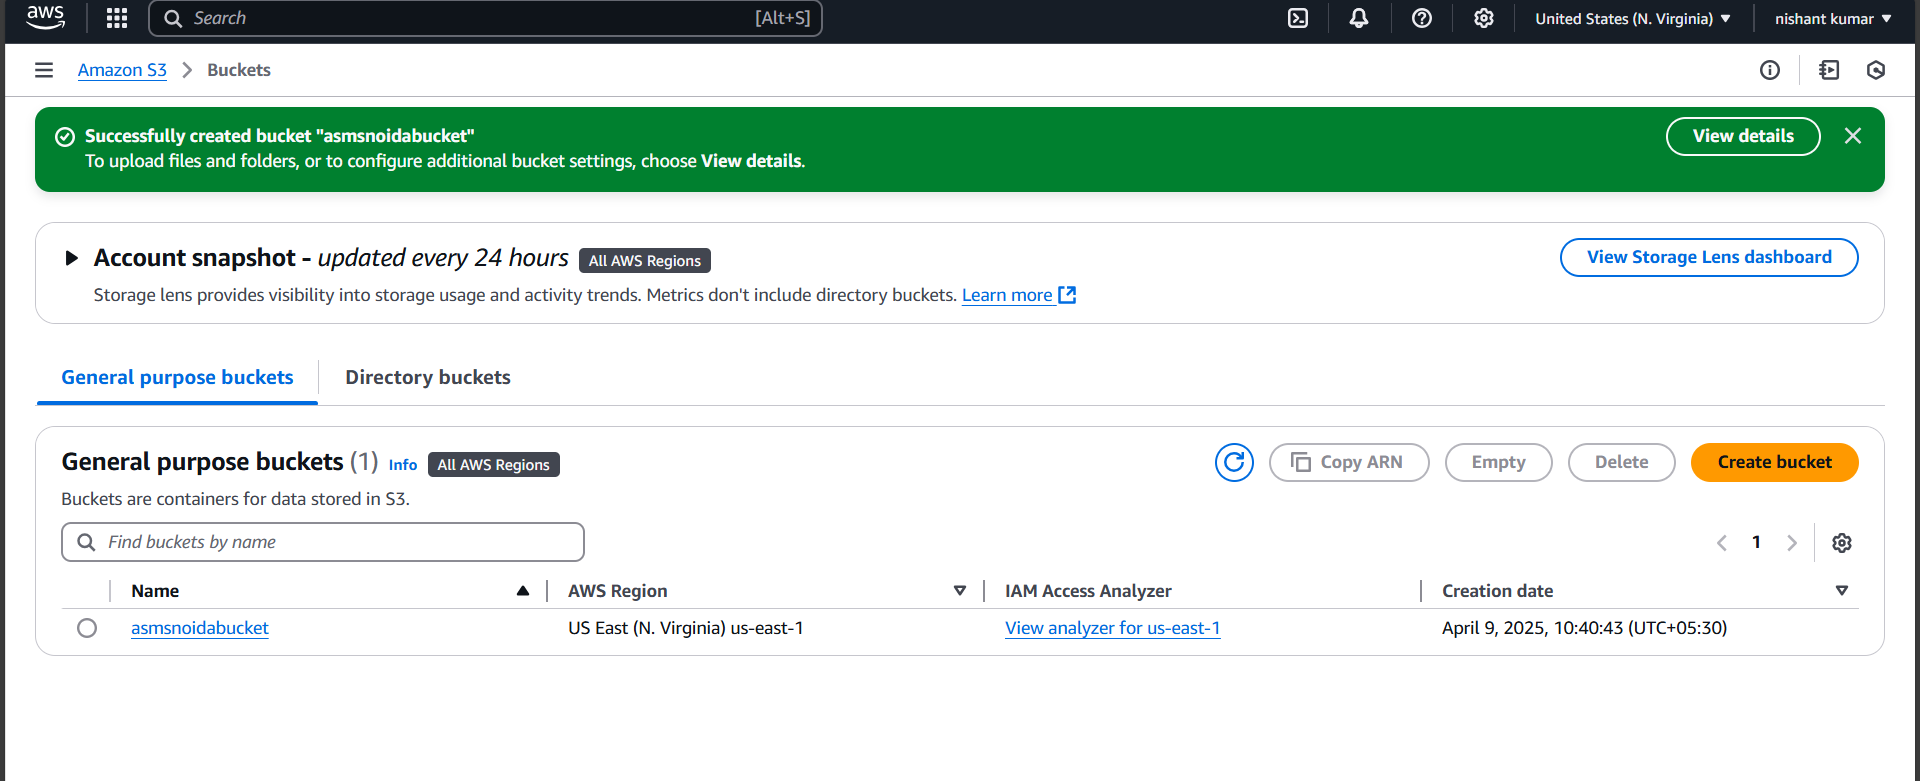 aws Search [Alt+S] United States (N. Virginia) nishant kumar
Amazon S3 Buckets
Successfully created bucket "asmsnoidabucket" View details
To upload files and folders, or to configure additional bucket settings, choose View details.
Account snapshot - updated every 24 hours All AWS Regions View Storage Lens dashboard
Storage lens provides visibility into storage usage and activity trends. Metrics don't include directory buckets. Learn more
General purpose buckets Directory buckets
General purpose buckets (1) Info All AWS Regions Copy ARN Empty Delete Create bucket
Buckets are containers for data stored in S3.
Find buckets by name 1
Name AWS Region IAM Access Analyzer Creation date
asmsnoidabucket US East (N. Virginia) us-east-1 View analyzer for us-east-1 April 9, 2025, 10:40:43 (UTC+05:30)